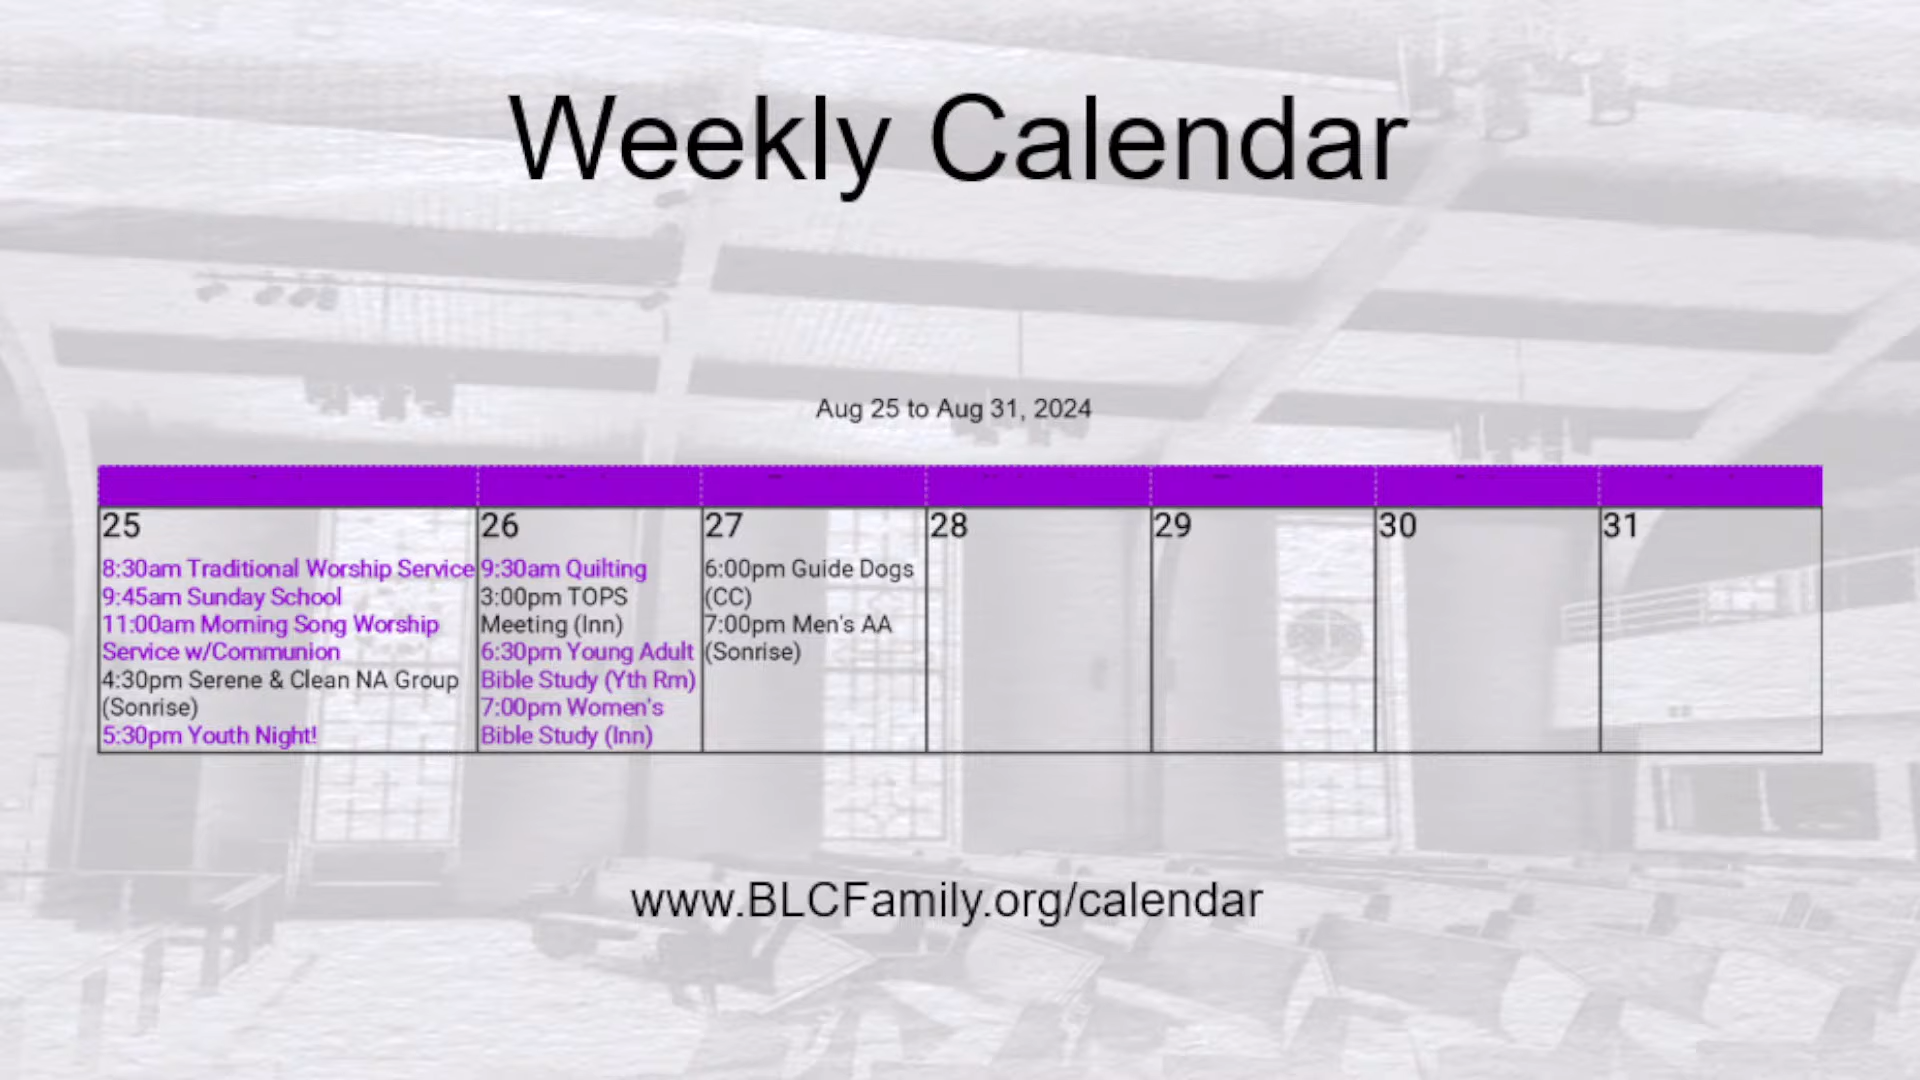 Weekly Calendar
Aug 25 to Aug 31, 2024
25
8:30am Traditional Worship Service
9:45am Sunday School
11:00am Morning Song Worship
Service w/Communion
4:30pm Serene & Clean NA Group
(Sonrise)
5:30pm Youth Night!
26
9:30am Quilting
3:00pm TOPS
Meeting (Inn)
6:30pm Young Adult
Bible Study (Yth Rm)
7:00pm Women's
Bible Study (Inn)
27
6:00pm Guide Dogs
(CC)
7:00pm Men's AA
(Sonrise)
28
29
30
31
www.BLCFamily.org/calendar